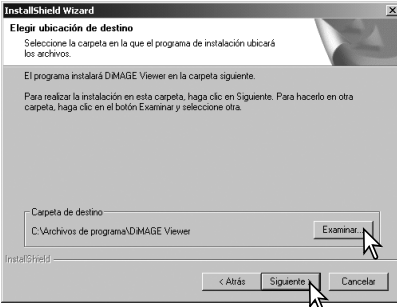 InstallShield Wizard
Elegir ubicación de destino
Seleccione la carpeta en la que el programa de instalación ubicará
los archivos.
El programa instalará DiMAGE Viewer en la carpeta siguiente.
Para realizar la instalación en esta carpeta, haga clic en Siguiente. Para hacerlo en otra
carpeta, haga clic en el botón Examinar y seleccione otra.
Carpeta de destino
C:\Archivos de programa\DiMAGE Viewer
Examinar...
InstallShield
< Atrás
Siguiente >
Cancelar